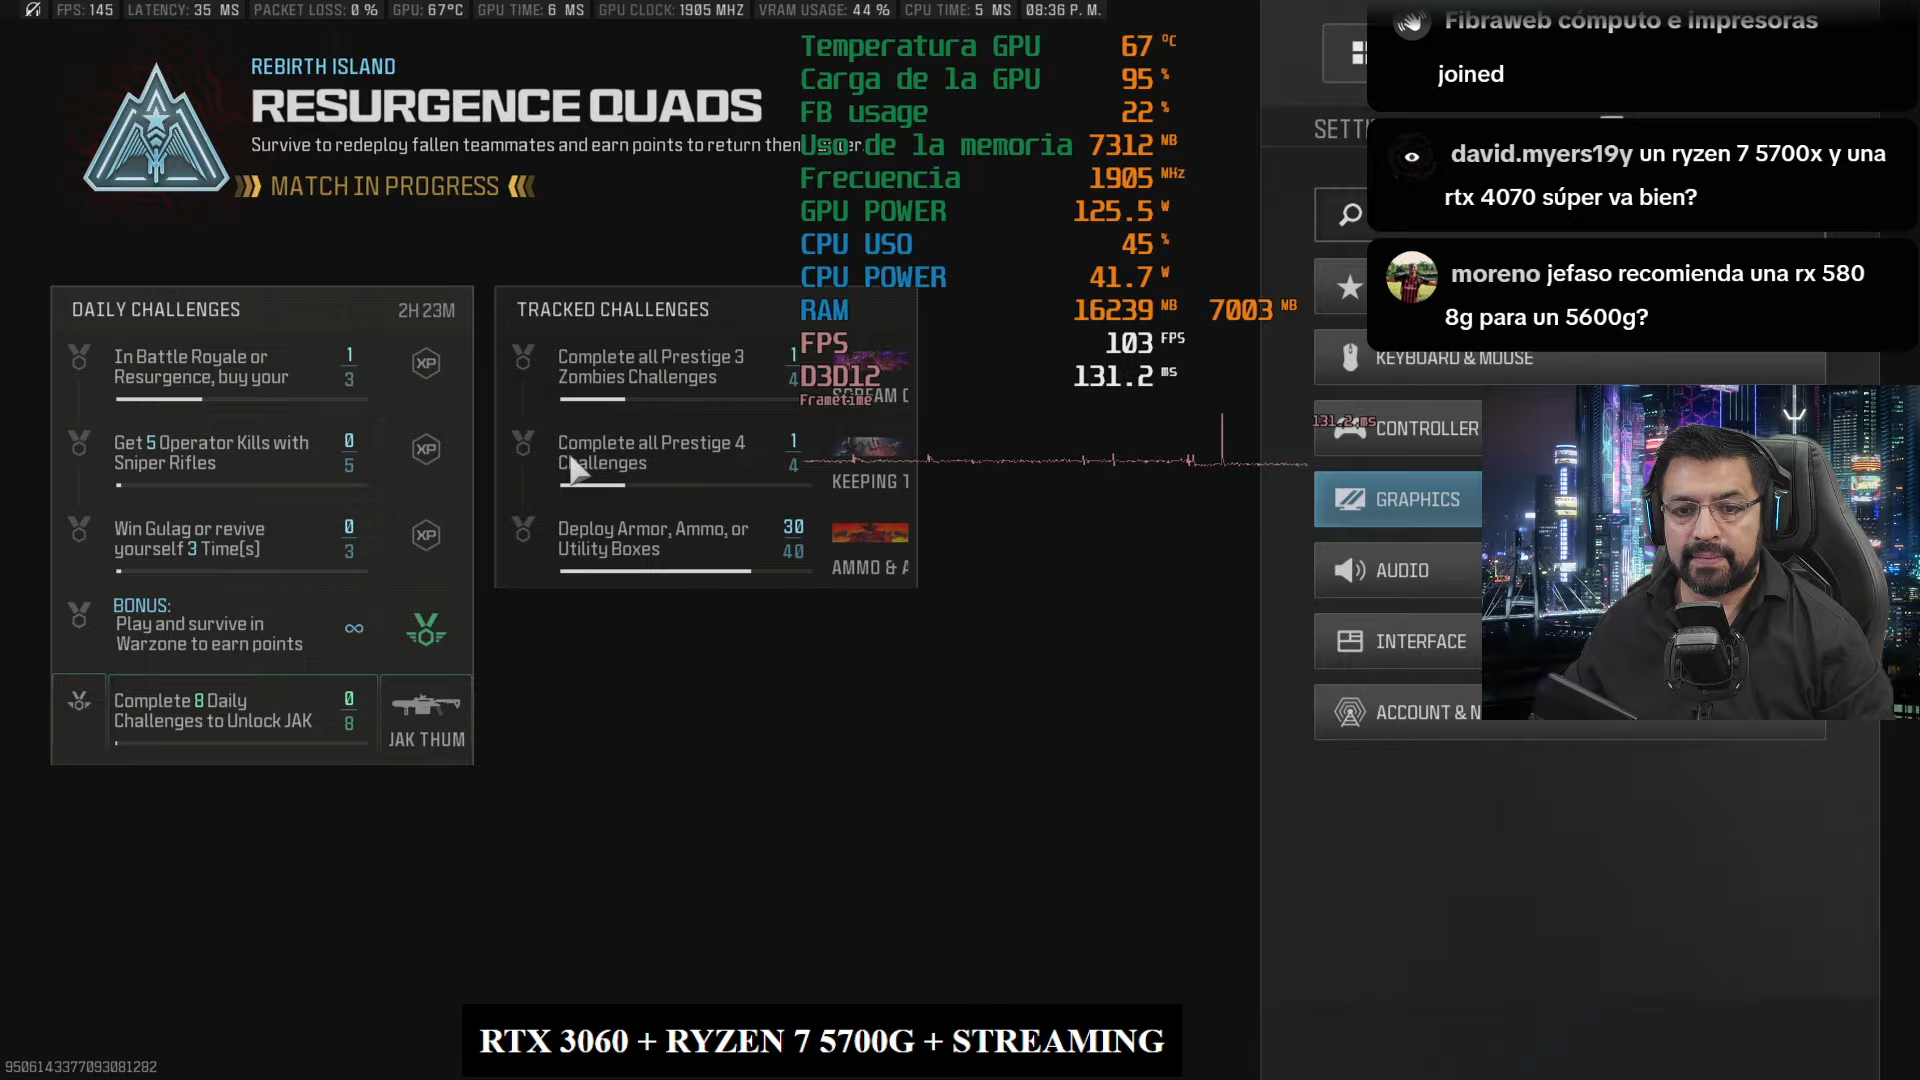 FPS: 145 LATENCY: 35 MS PACKET LOSS: 0 % GPU: 67°C GPU TIME: 6 MS GPU CLOCK: 1905 MHZ VRAM USAGE: 44 % CPU TIME: 5 MS 08:36 P. M.
REBIRTH ISLAND
RESURGENCE QUADS
Survive to redeploy fallen teammates and earn points to return them
MATCH IN PROGRESS
Temperatura GPU 67 °C
Carga de la GPU 95 %
FB usage 22 %
Uso de la memoria 7312 MB
Frecuencia 1905 MHz
GPU POWER 125.5 W
CPU USO 45 %
CPU POWER 41.7 W
RAM 16239 MB 7003 MB
FPS 103 FPS
D3D12 131.2 ms
Frametime
131.2 ms
DAILY CHALLENGES 2H 23M
In Battle Royale or
Resurgence, buy your
1
3
XP
Get 5 Operator Kills with
Sniper Rifles
0
5
XP
Win Gulag or revive
yourself 3 Time[s]
0
3
XP
BONUS:
Play and survive in
Warzone to earn points
∞
Complete 8 Daily
Challenges to Unlock JAK
0
8
JAK THUM
TRACKED CHALLENGES
Complete all Prestige 3
Zombies Challenges
1
4
Complete all Prestige 4
Challenges
1
4
KEEPING T
Deploy Armor, Ammo, or
Utility Boxes
30
40
AMMO & A
SETTI
KEYBOARD & MOUSE
CONTROLLER
GRAPHICS
AUDIO
INTERFACE
ACCOUNT & N
Fibraweb cómputo e impresoras
joined
david.myers19y un ryzen 7 5700x y una
rtx 4070 súper va bien?
moreno jefaso recomienda una rx 580
8g para un 5600g?
RTX 3060 + RYZEN 7 5700G + STREAMING
9506143377093081282